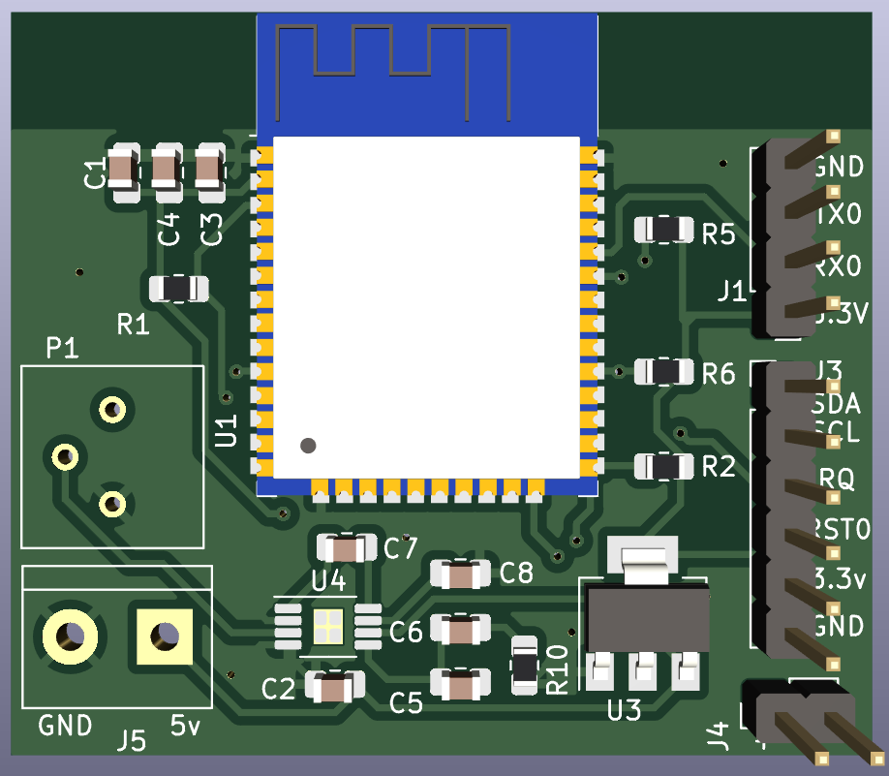 C1
C4
C3
R1
P1
U1
R5
J1
GND
TX0
RX0
3.3V
J3
SDA
SCL
IRQ
RST0
3.3v
GND
R6
R2
C7
U4
C8
C6
C2
C5
R10
U3
GND
5v
J5
J4